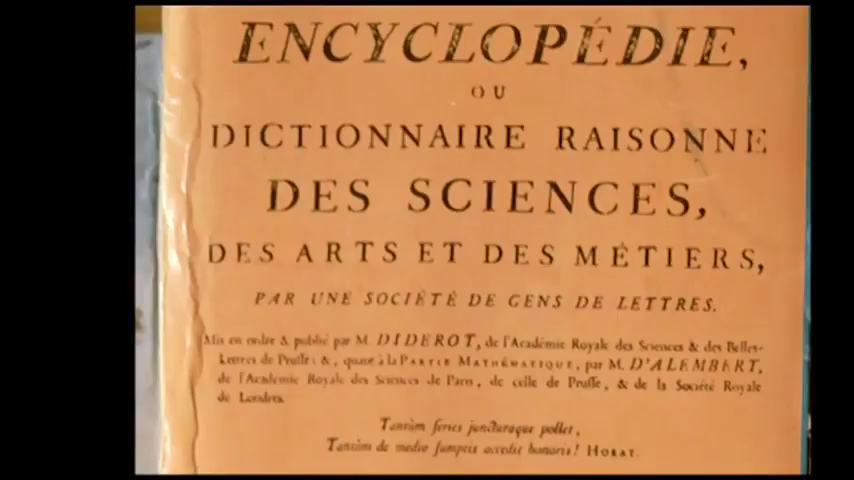 ENCYCLOPÉDIE,
OU
DICTIONNAIRE RAISONNE
DES SCIENCES,
DES ARTS ET DES MÉTIERS,
PAR UNE SOCIÉTÉ DE GENS DE LETTRES.
Mis en ordre & publié par M. DIDEROT, de l'Académie Royale des Sciences & des Belles-
Lettres de Prusse; &, quant à la PARTIE MATHÉMATIQUE, par M. D'ALEMBERT,
de l'Académie Royale des Sciences de Paris, de celle de Prusse, & de la Société Royale
de Londres.
Tantùm series juncturaque pollet,
Tantùm de medio sumptis accedit honoris! HORAT.